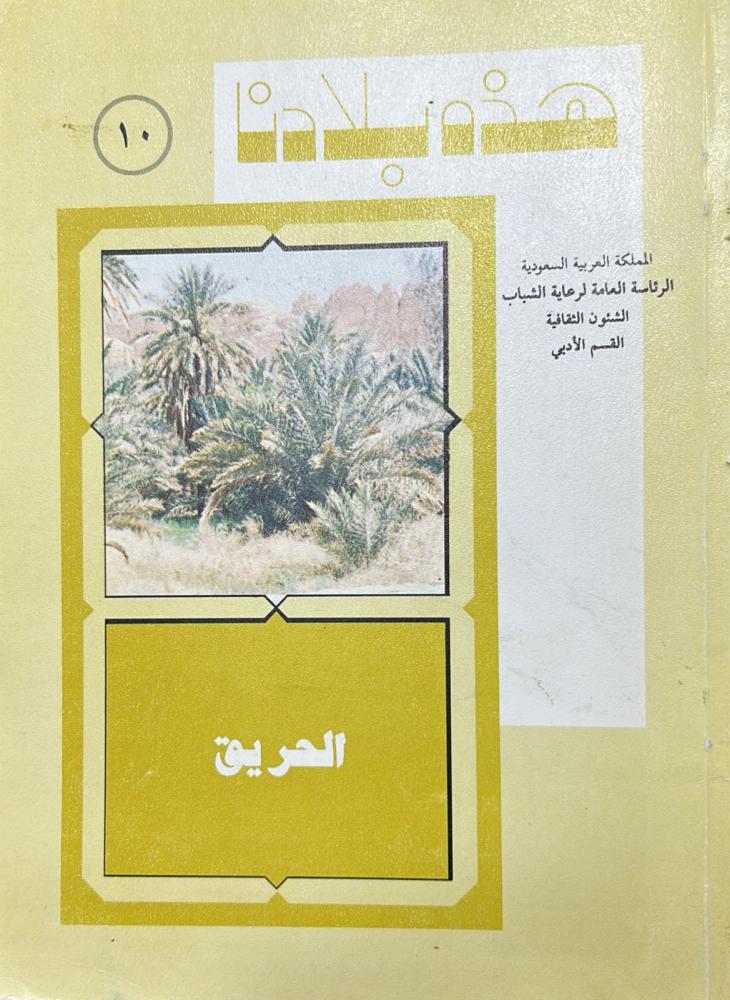 هذه بلادنا
١٠
المملكة العربية السعودية
الرئاسة العامة لرعاية الشباب
الشئون الثقافية
القسم الأدبي
الحريق